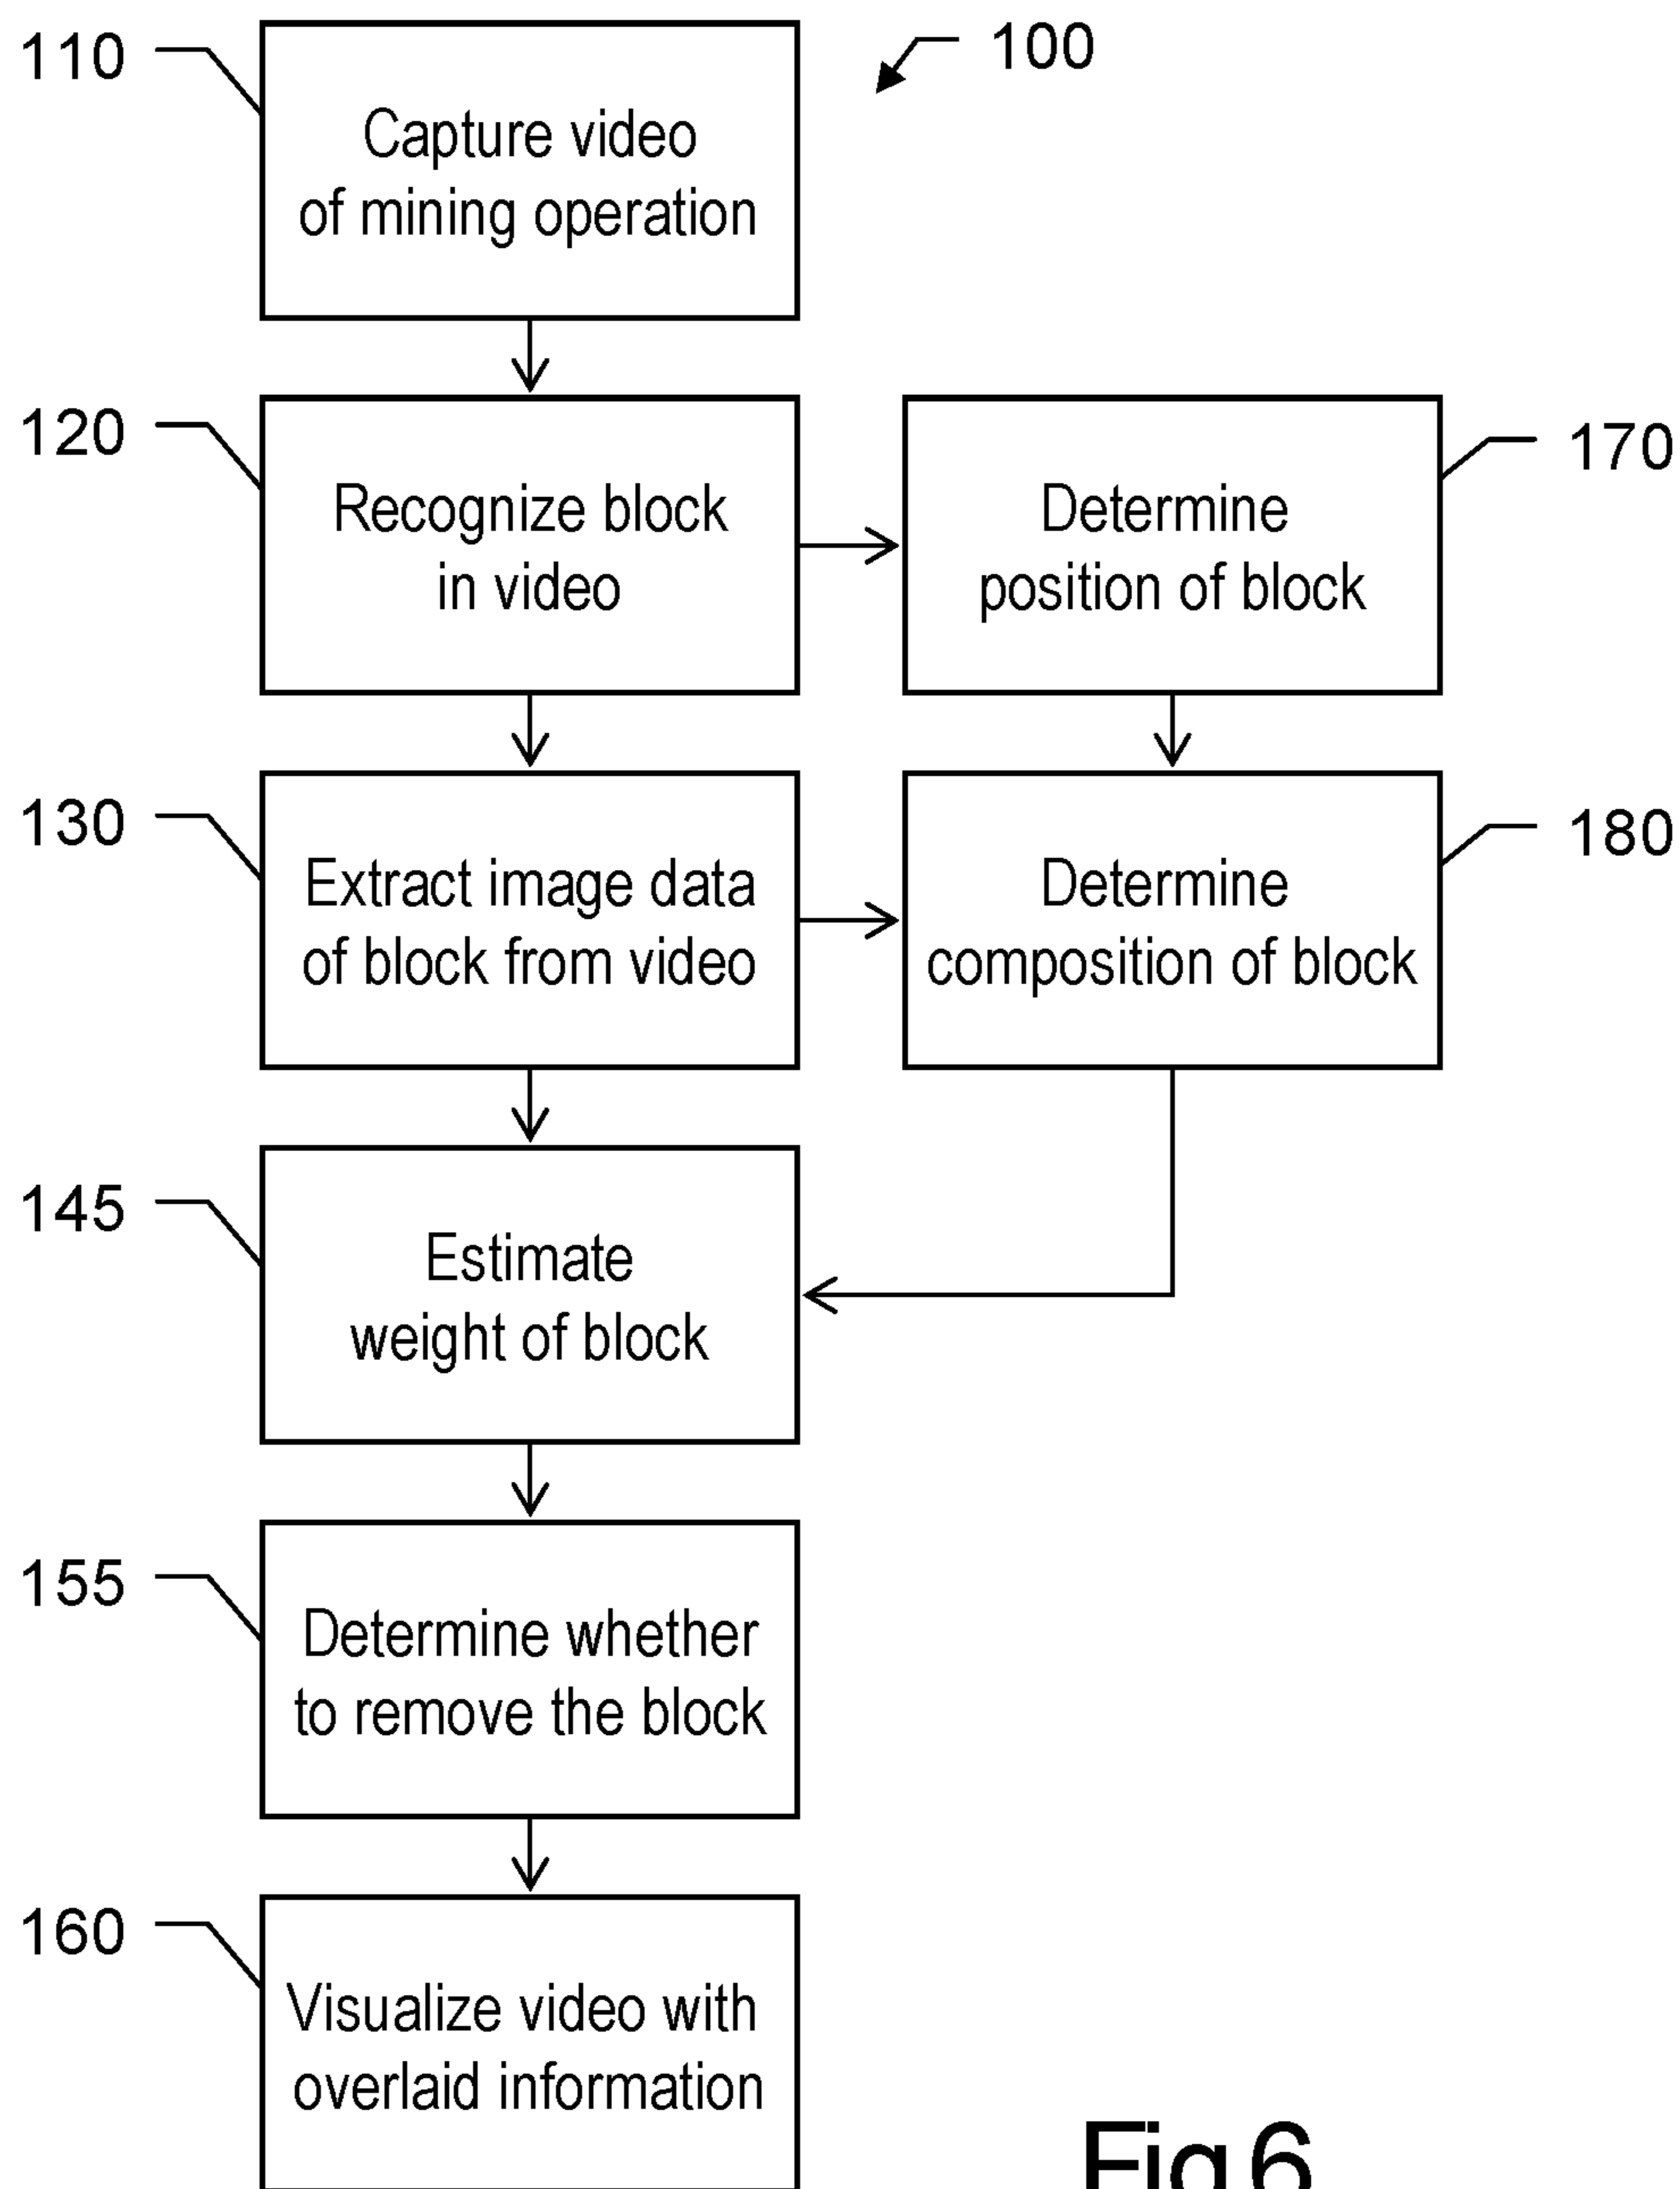 110
100
Capture video
of mining operation
120
170
Recognize block
in video
Determine
position of block
130
180
Extract image data
of block from video
Determine
composition of block
145
Estimate
weight of block
155
Determine whether
to remove the block
160
Visualize video with
overlaid information
Fig 6